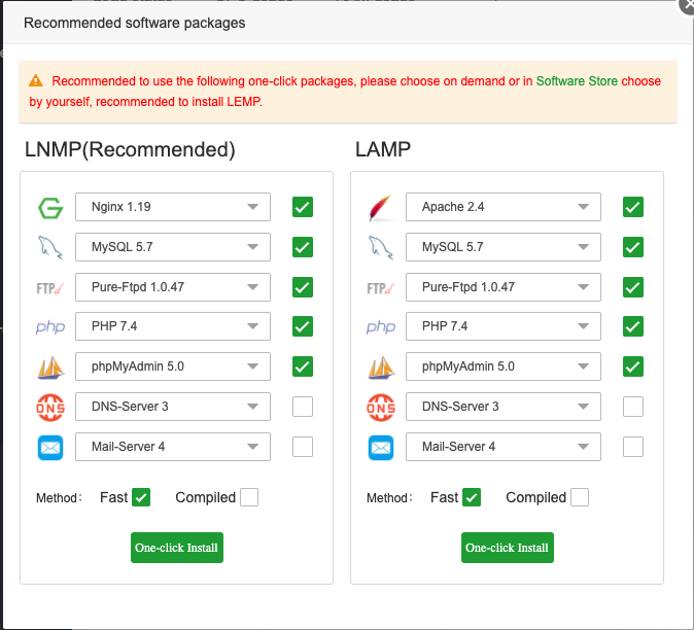 Recommended software packages
Recommended to use the following one-click packages, please choose on demand or in Software Store choose
by yourself, recommended to install LEMP.
LNMP(Recommended)
Nginx 1.19
MySQL 5.7
FTP
Pure-Ftpd 1.0.47
php
PHP 7.4
phpMyAdmin 5.0
DNS
DNS-Server 3
Mail-Server 4
Method:
Fast
Compiled
One-click Install
LAMP
Apache 2.4
MySQL 5.7
FTP
Pure-Ftpd 1.0.47
php
PHP 7.4
phpMyAdmin 5.0
DNS
DNS-Server 3
Mail-Server 4
Method:
Fast
Compiled
One-click Install